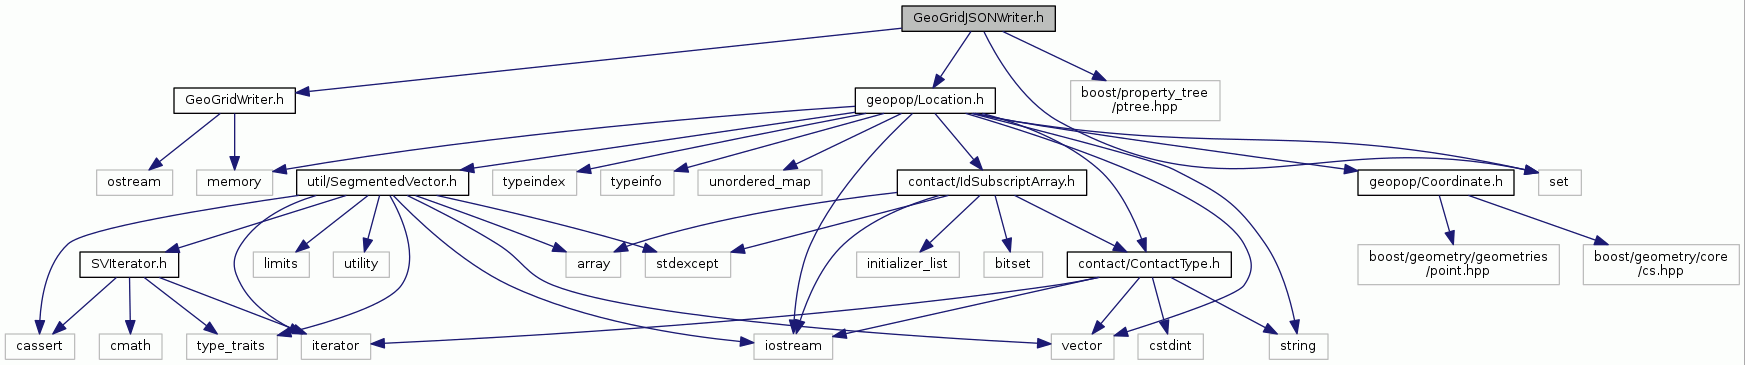 GeoGridJSONWriter.h
GeoGridWriter.h
geopop/Location.h
boost/property_tree
/ptree.hpp
ostream
memory
util/SegmentedVector.h
typeindex
typeinfo
unordered_map
contact/IdSubscriptArray.h
geopop/Coordinate.h
set
SVIterator.h
limits
utility
array
stdexcept
initializer_list
bitset
contact/ContactType.h
boost/geometry/geometries
/point.hpp
boost/geometry/core
/cs.hpp
cassert
cmath
type_traits
iterator
iostream
vector
cstdint
string